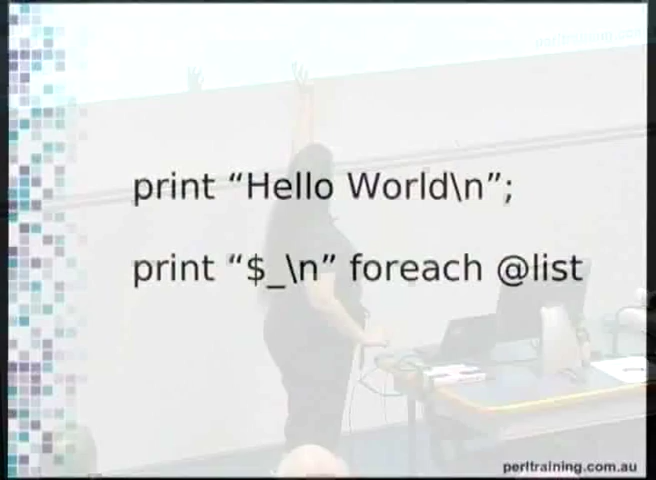 print “Hello World\n”;
print “$_\n” foreach @list
perltraining.com.au